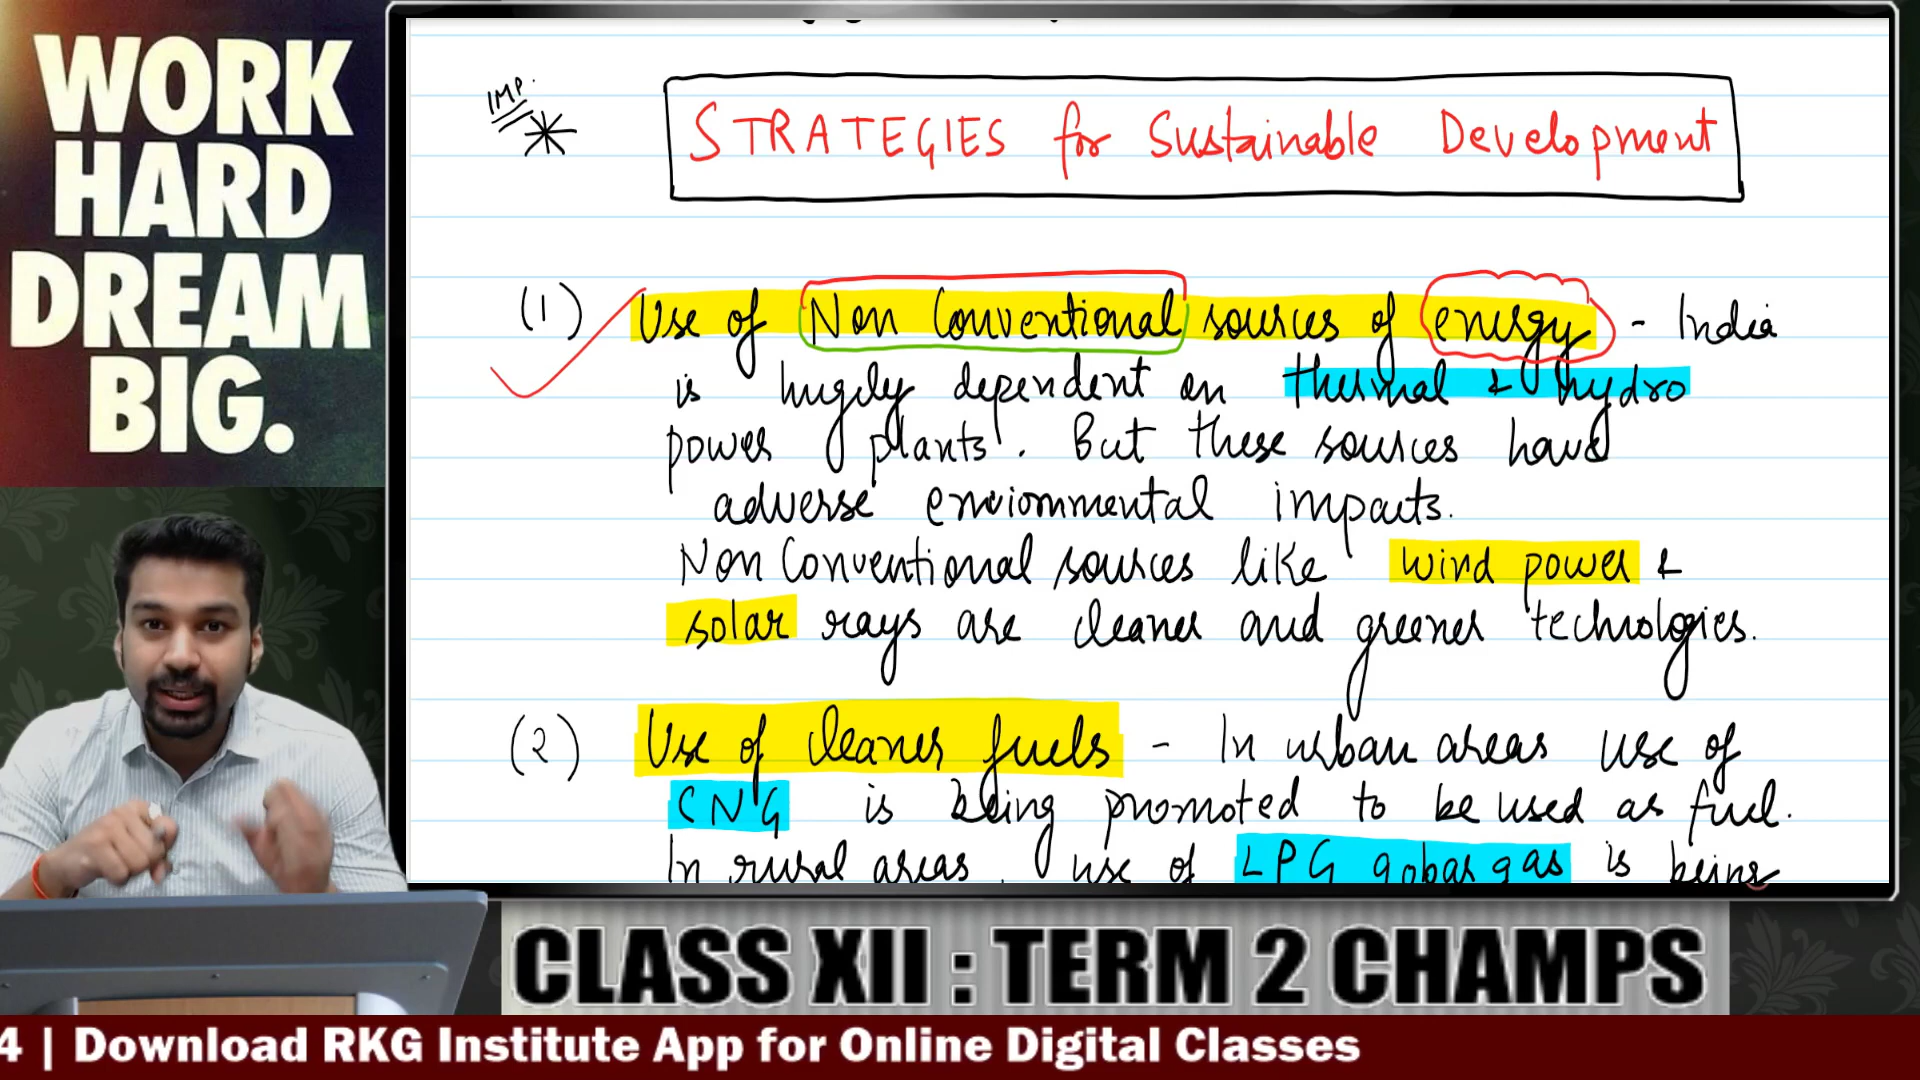 WORK
HARD
DREAM
BIG.
IMP.
STRATEGIES for Sustainable Development
(1) Use of Non Conventional sources of energy - India
is hugely dependent on thermal & hydro
power plants. But these sources have
adverse enviornmental impacts.
Non Conventional sources like wind power &
solar rays are cleaner and greener technologies.
(2) Use of cleaner fuels - In urban areas use of
CNG is being promoted to be used as fuel.
In rural areas, use of LPG gobar gas is being
CLASS XII : TERM 2 CHAMPS
4 | Download RKG Institute App for Online Digital Classes